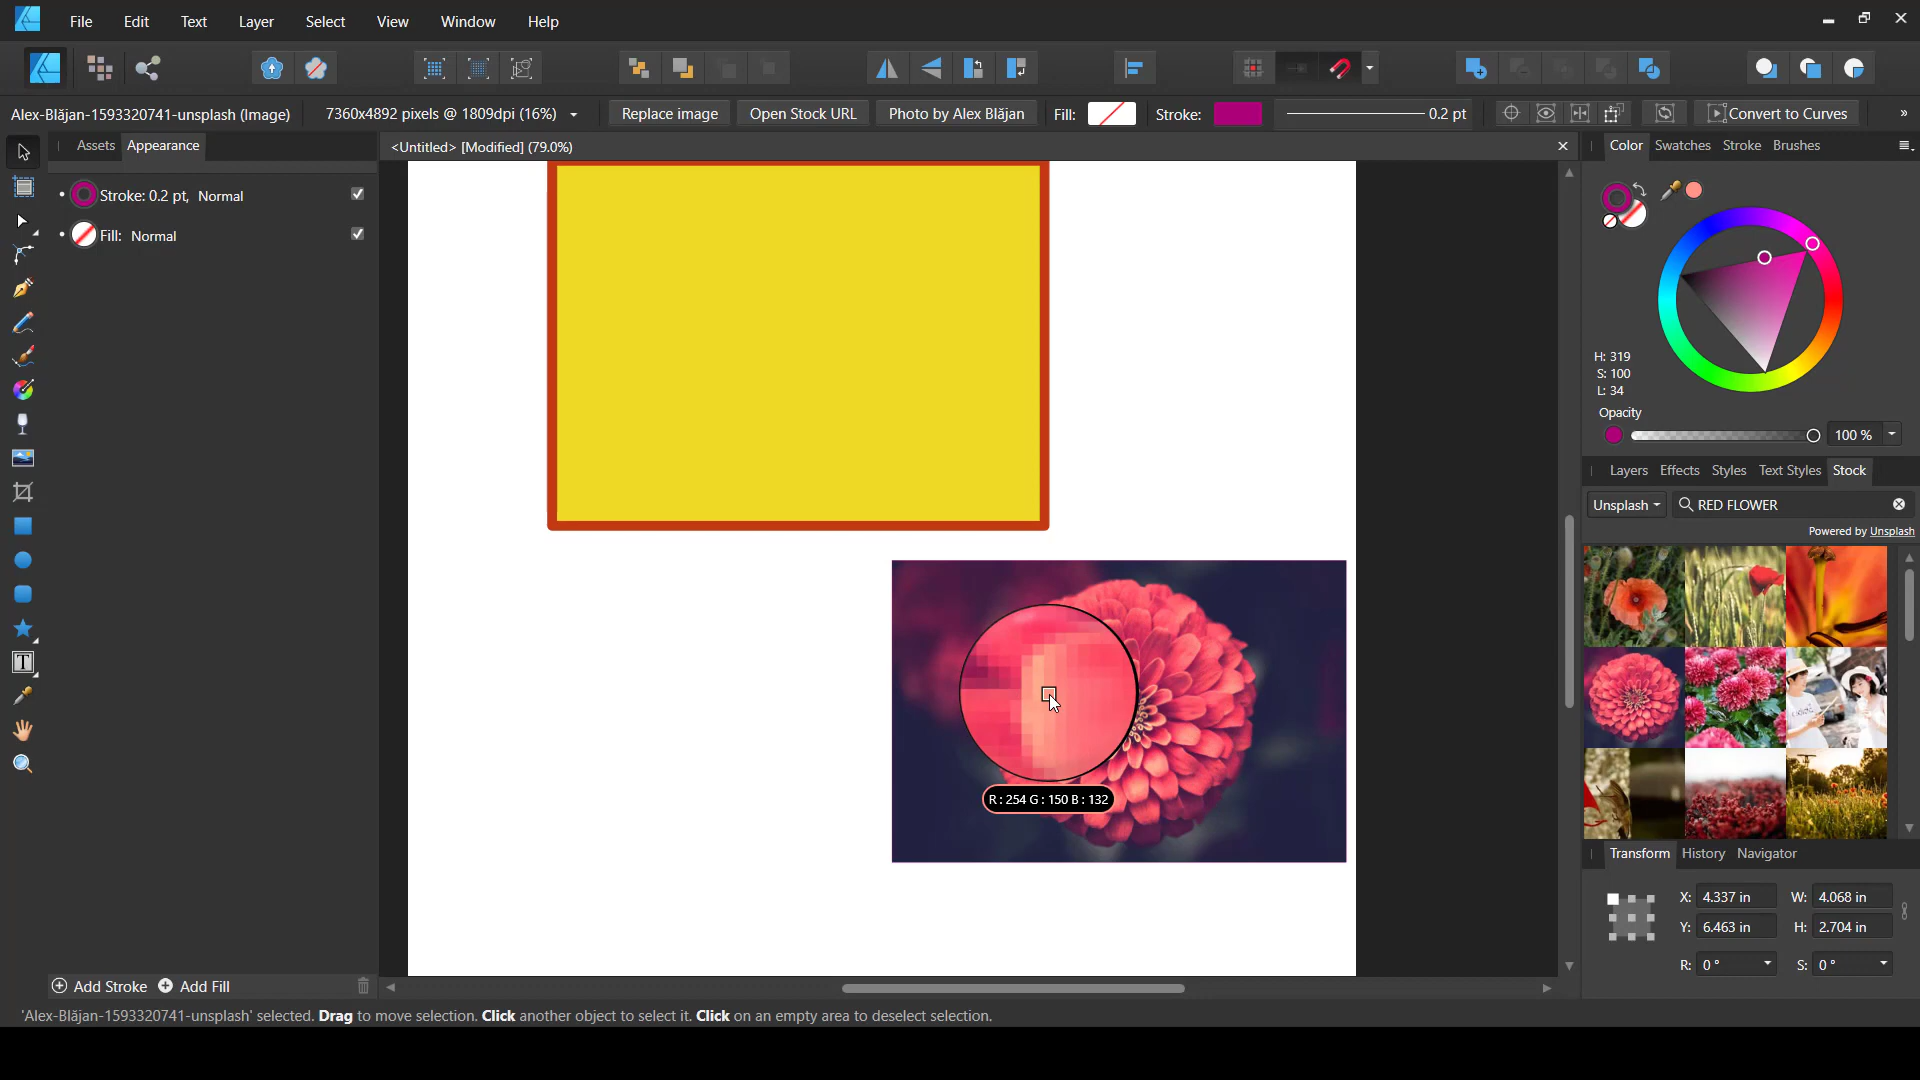 File Edit Text Layer Select View Window Help
Alex-Blăjan-1593320741-unsplash (Image) 7360x4892 pixels @ 1809dpi (16%) Replace image Open Stock URL Photo by Alex Blăjan Fill: Stroke: 0.2 pt Convert to Curves »
Assets Appearance <Untitled> [Modified] (79.0%) Color Swatches Stroke Brushes
Stroke: 0.2 pt, Normal
Fill: Normal
H: 319
S: 100
L: 34
Opacity
100 %
Layers Effects Styles Text Styles Stock
Unsplash RED FLOWER
Powered by Unsplash
R : 254 G : 150 B : 132
Transform History Navigator
X: 4.337 in W: 4.068 in
Y: 6.463 in H: 2.704 in
R: 0 ° S: 0 °
Add Stroke Add Fill
'Alex-Blăjan-1593320741-unsplash' selected. Drag to move selection. Click another object to select it. Click on an empty area to deselect selection.